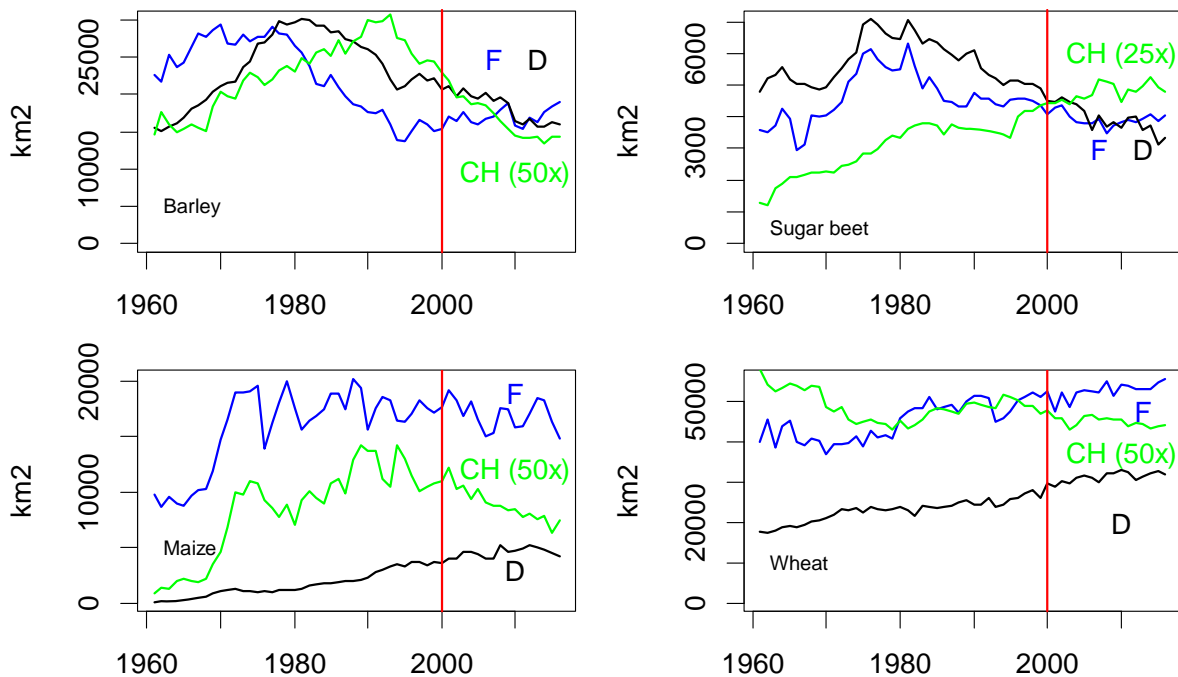 km2
25000
10000
0
F D
CH (50x)
Barley
1960 1980 2000
km2
6000
3000
0
CH (25x)
F D
Sugar beet
1960 1980 2000
km2
20000
10000
0
F
CH (50x)
Maize
D
1960 1980 2000
km2
50000
20000
0
F
CH (50x)
D
Wheat
1960 1980 2000